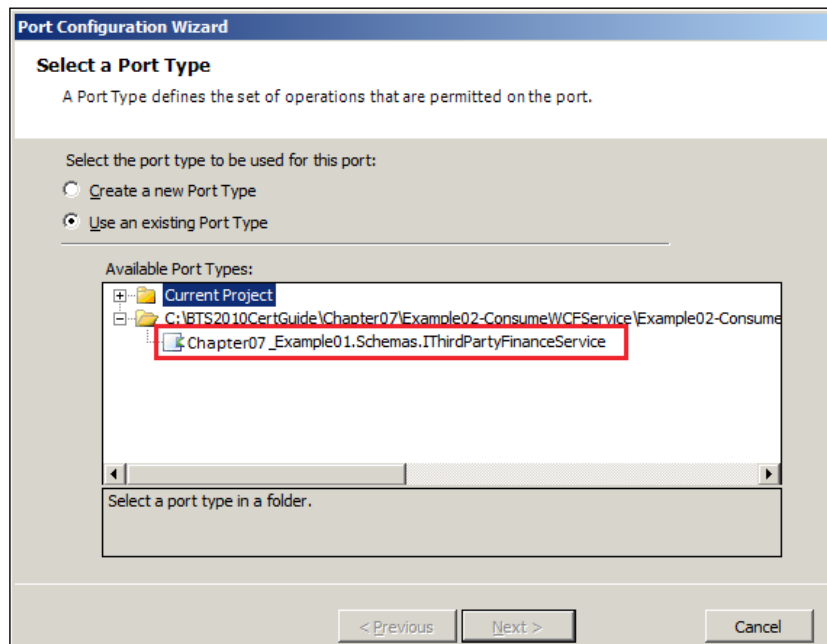 Port Configuration Wizard
Select a Port Type
A Port Type defines the set of operations that are permitted on the port.
Select the port type to be used for this port:
Create a new Port Type
Use an existing Port Type
Available Port Types:
Current Project
C:\BTS2010CertGuide\Chapter07\Example02-ConsumeWCFService\Example02-Consume
Chapter07_Example01.Schemas.IThirdPartyFinanceService
Select a port type in a folder.
< Previous
Next >
Cancel